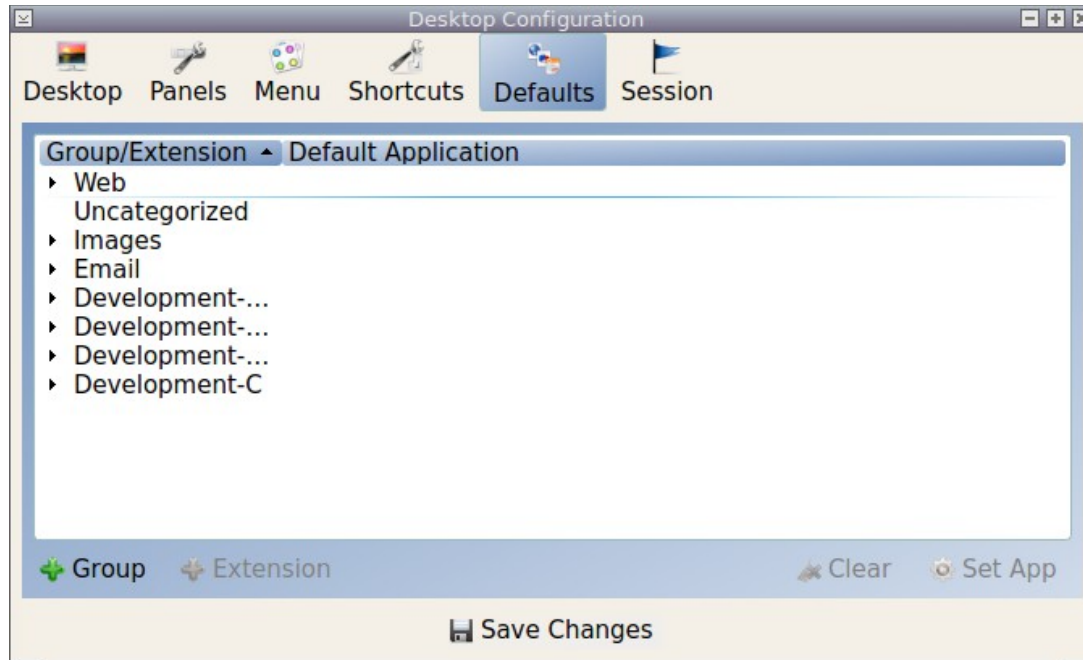 Desktop Configuration
Desktop Panels Menu Shortcuts Defaults Session
Group/Extension Default Application
Web
Uncategorized
Images
Email
Development-...
Development-...
Development-...
Development-C
Group Extension Clear Set App
Save Changes